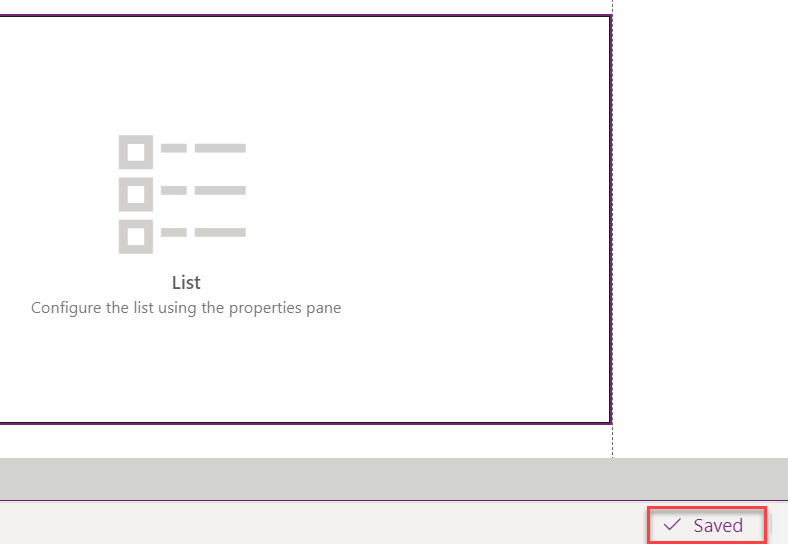 List
Configure the list using the properties pane
Saved